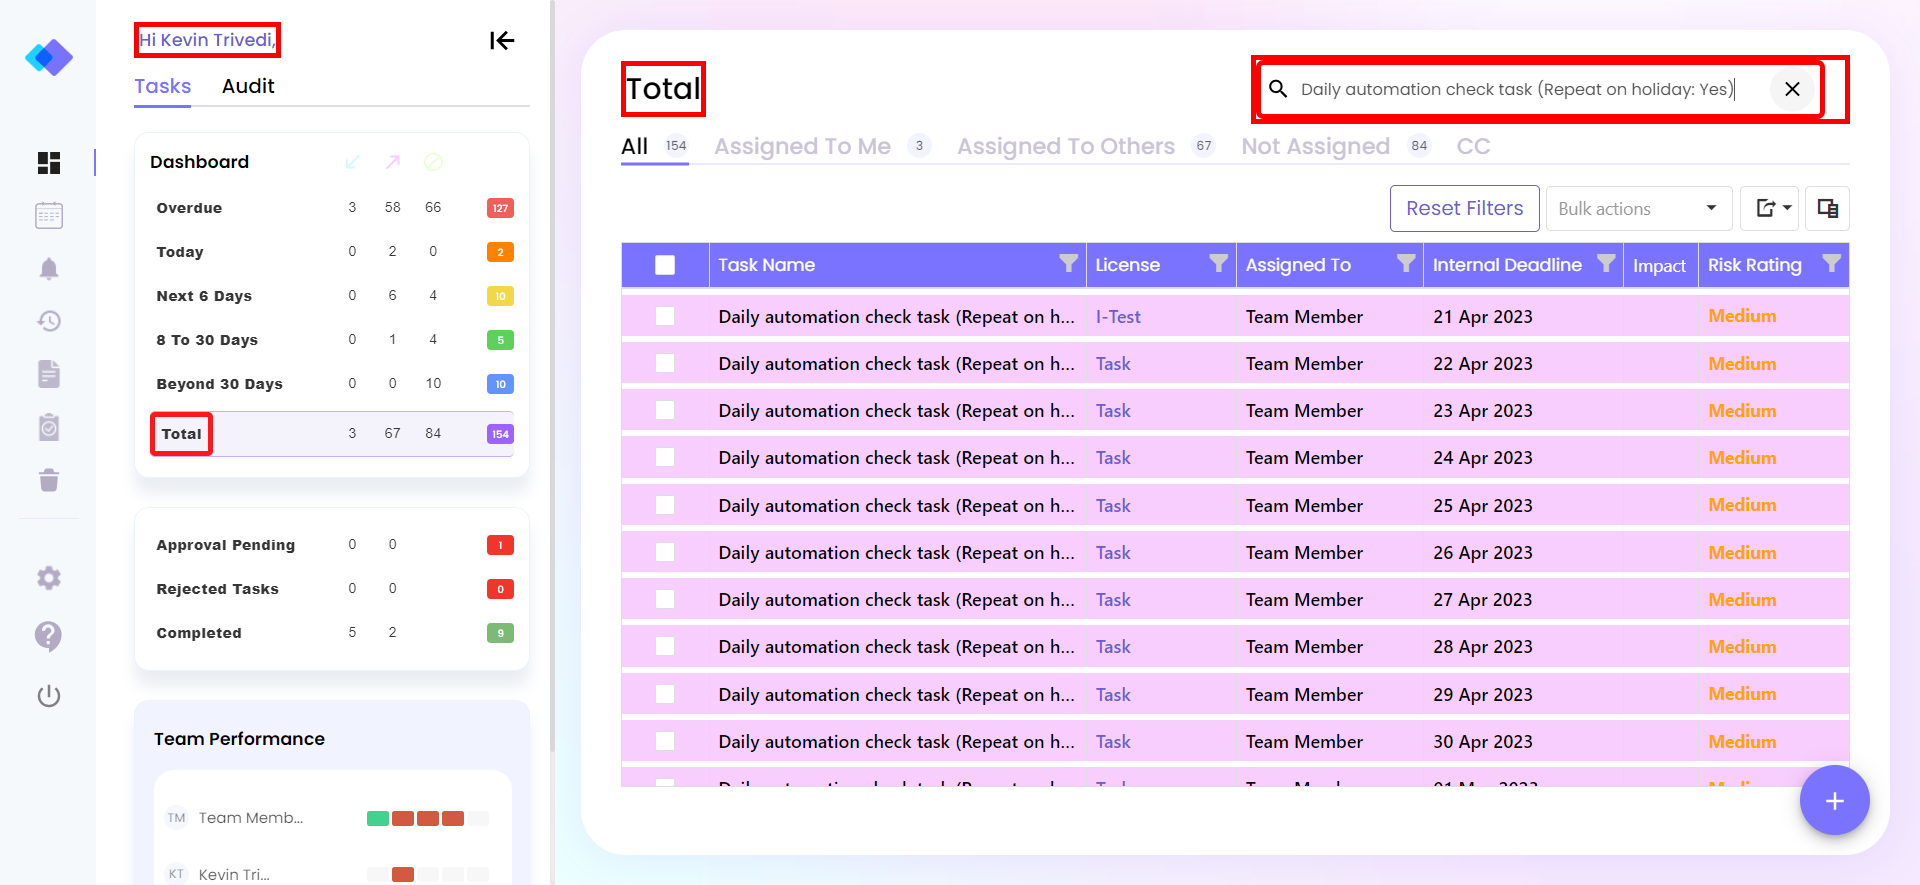 Hi Kevin Trivedi,
Tasks Audit
Dashboard
Overdue 3 58 66 127
Today 0 2 0 2
Next 6 Days 0 6 4 10
8 To 30 Days 0 1 4 5
Beyond 30 Days 0 0 10 10
Total 3 67 84 154
Approval Pending 0 0 1
Rejected Tasks 0 0 0
Completed 5 2 9
Team Performance
TM Team Memb...
KT Kevin Tri...
Total
Daily automation check task (Repeat on holiday: Yes)
All 154 Assigned To Me 3 Assigned To Others 67 Not Assigned 84 CC
Reset Filters Bulk actions
Task Name License Assigned To Internal Deadline Impact Risk Rating
Daily automation check task (Repeat on h... I-Test Team Member 21 Apr 2023 Medium
Daily automation check task (Repeat on h... Task Team Member 22 Apr 2023 Medium
Daily automation check task (Repeat on h... Task Team Member 23 Apr 2023 Medium
Daily automation check task (Repeat on h... Task Team Member 24 Apr 2023 Medium
Daily automation check task (Repeat on h... Task Team Member 25 Apr 2023 Medium
Daily automation check task (Repeat on h... Task Team Member 26 Apr 2023 Medium
Daily automation check task (Repeat on h... Task Team Member 27 Apr 2023 Medium
Daily automation check task (Repeat on h... Task Team Member 28 Apr 2023 Medium
Daily automation check task (Repeat on h... Task Team Member 29 Apr 2023 Medium
Daily automation check task (Repeat on h... Task Team Member 30 Apr 2023 Medium